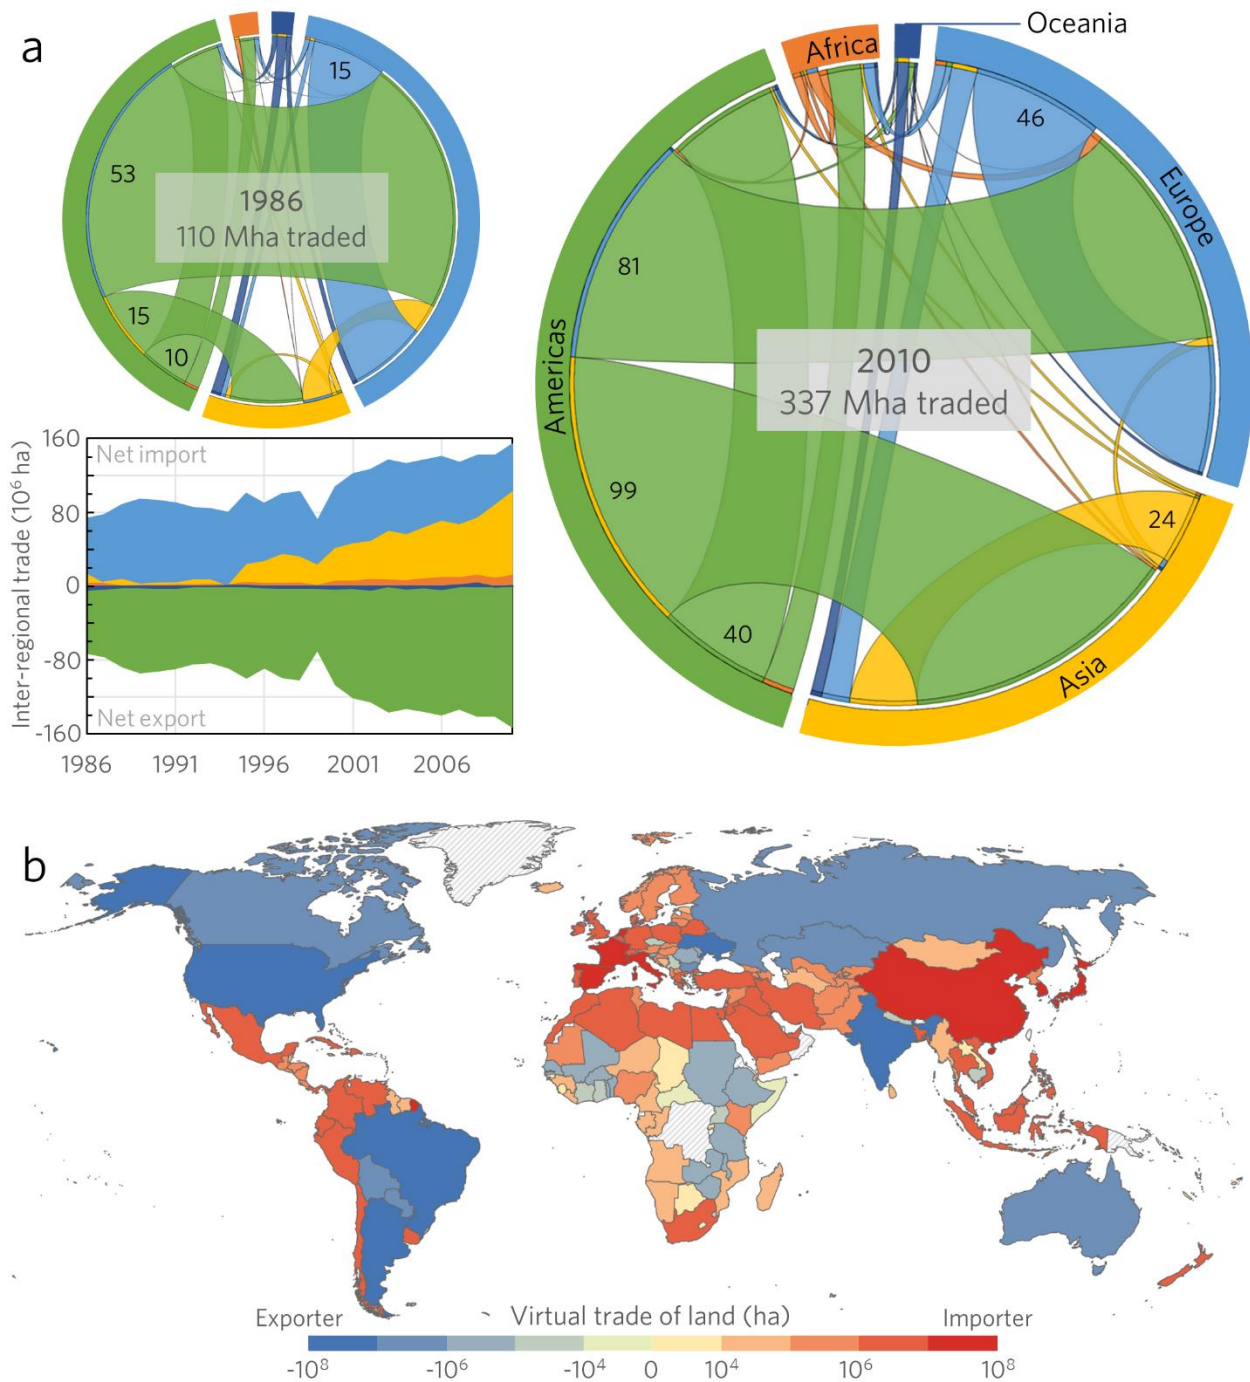 a
15
53
1986
110 Mha traded
15
10
Oceania
Africa
46
Europe
81
Americas
2010
337 Mha traded
99
24
40
Asia
Inter-regional trade (10⁶ ha)
160
Net import
80
0
-80
Net export
-160
1986 1991 1996 2001 2006
b
Exporter Virtual trade of land (ha) Importer
-10⁸ -10⁶ -10⁴ 0 10⁴ 10⁶ 10⁸